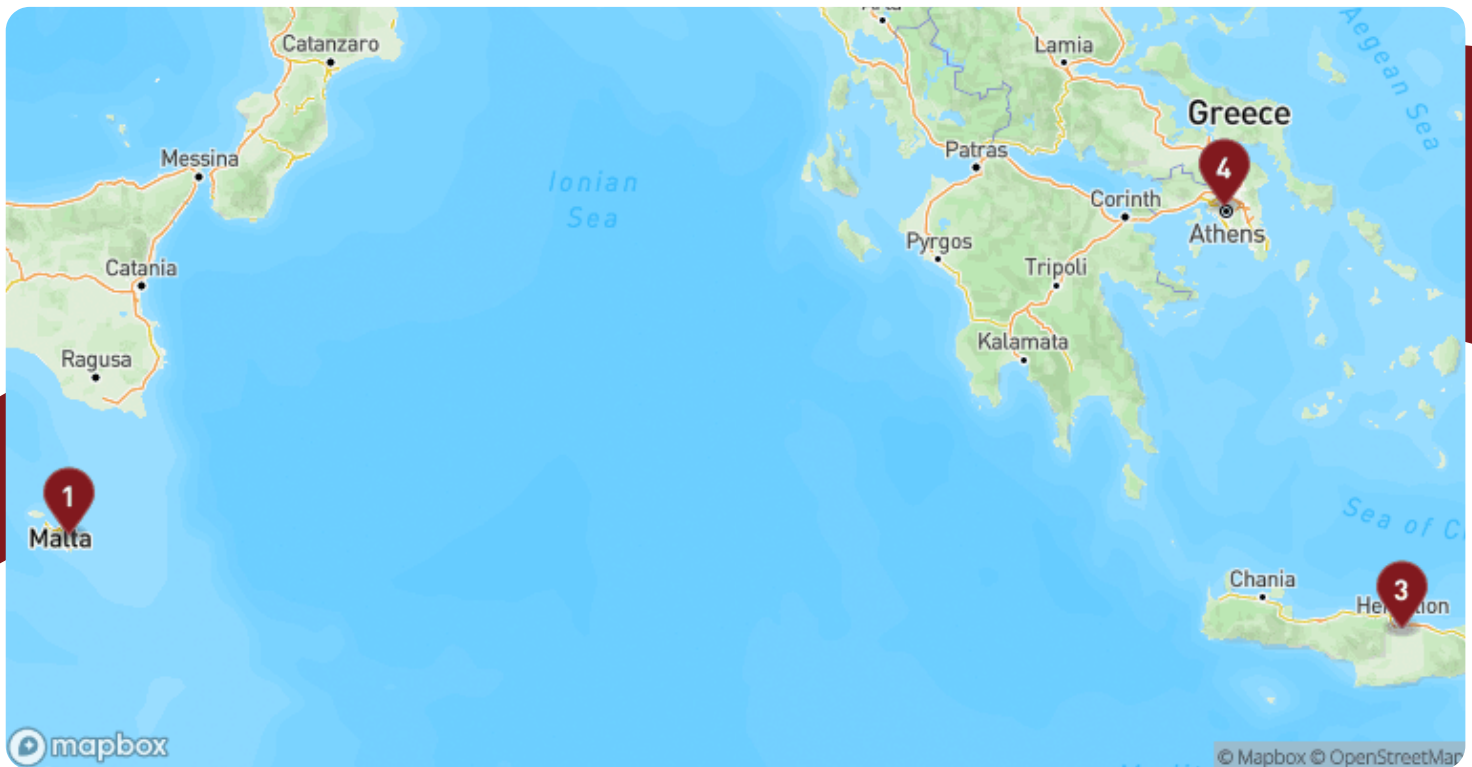 Catanzaro
Lamia
Aegean Sea
Greece
Messina
Patras
4
Ionian
Sea
Corinth
Athens
Pyrgos
Catania
Tripoli
Kalamata
Ragusa
1
Malta
Sea of C
Chania
3
mapbox
© Mapbox © OpenStreetMap